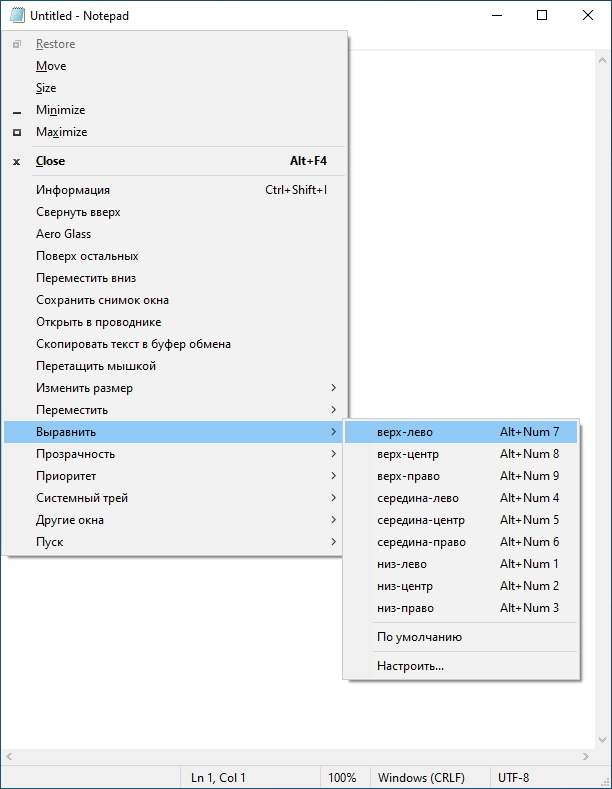 Untitled - Notepad
Restore
Move
Size
Minimize
Maximize
Close Alt+F4
Информация Ctrl+Shift+I
Свернуть вверх
Aero Glass
Поверх остальных
Переместить вниз
Сохранить снимок окна
Открыть в проводнике
Скопировать текст в буфер обмена
Перетащить мышкой
Изменить размер
Переместить
Выравнить
Прозрачность
Приоритет
Системный трей
Другие окна
Пуск
верх-лево Alt+Num 7
верх-центр Alt+Num 8
верх-право Alt+Num 9
середина-лево Alt+Num 4
середина-центр Alt+Num 5
середина-право Alt+Num 6
низ-лево Alt+Num 1
низ-центр Alt+Num 2
низ-право Alt+Num 3
По умолчанию
Настроить...
Ln 1, Col 1 100% Windows (CRLF) UTF-8